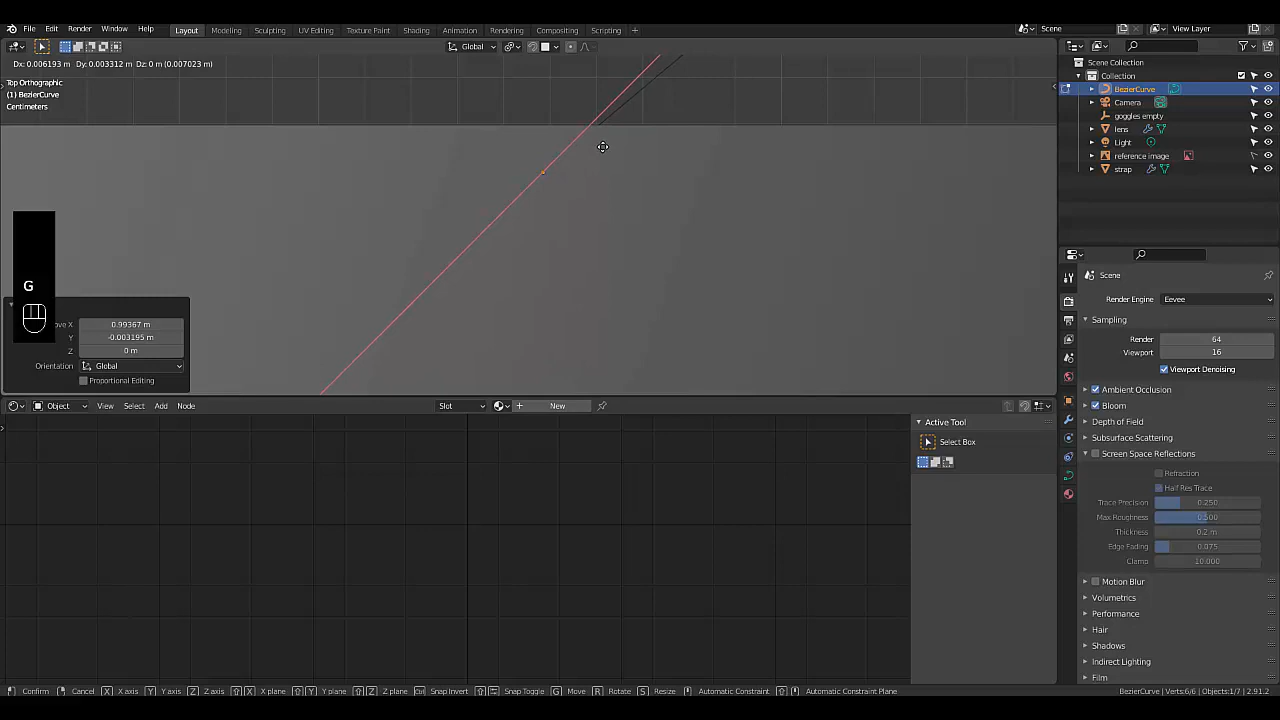 File Edit Render Window Help Layout Modeling Sculpting UV Editing Texture Paint Shading Animation Rendering Compositing Scripting Scene View Layer
Global
Dx: 0.006193 m Dy: 0.003312 m Dz: 0 m (0.007023 m)
Top Orthographic
(1) BezierCurve
Centimeters
Scene Collection
Collection
BezierCurve
Camera
goggles empty
lens
Light
reference image
strap
G
ove X 0.99367 m
Y -0.003195 m
Z 0 m
Orientation Global
Proportional Editing
Scene
Render Engine Eevee
Sampling
Render 64
Viewport 16
Viewport Denoising
Ambient Occlusion
Bloom
Depth of Field
Subsurface Scattering
Screen Space Reflections
Refraction
Half Res Trace
Trace Precision 0.250
Max Roughness 0.500
Thickness 0.2 m
Edge Fading 0.075
Clamp 10.000
Motion Blur
Volumetrics
Performance
Hair
Shadows
Indirect Lighting
Film
Object View Select Add Node Slot New
Active Tool
Select Box
Confirm Cancel X X axis Y Y axis Z Z axis X X plane Y Y plane Z Z plane Snap Invert Snap Toggle G Move R Rotate S Resize Automatic Constraint Automatic Constraint Plane BezierCurve | Verts:6/6 | Objects:1/7 | 2.91.2